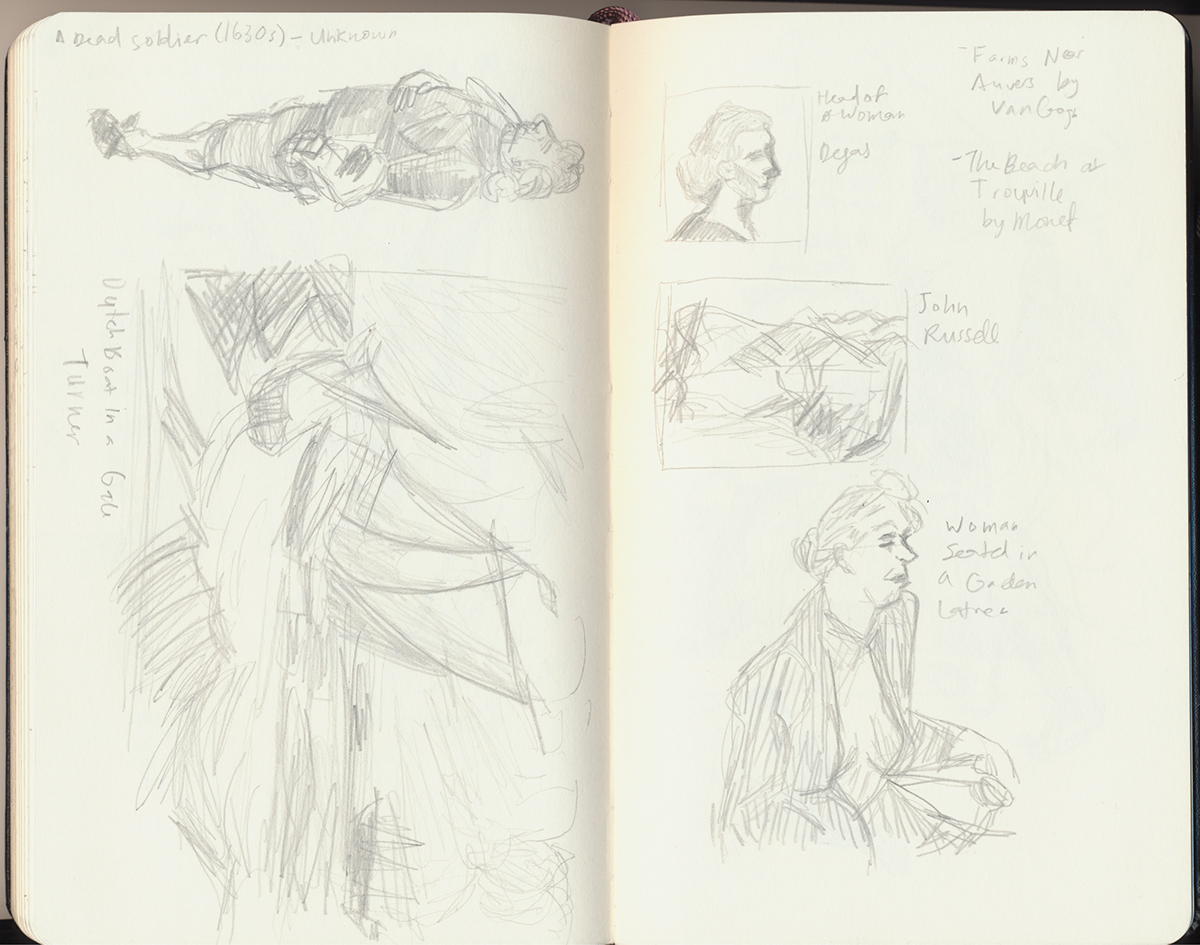 A Dead Soldier (1630s) - Unknown
Dutch Boat in a Gale
Turner
Head of
a Woman
Degas
- Farms Near
Auvers by
Van Gogh
- The Beach at
Trouville
by Monet
John
Russell
Woman
Seated in
a Garden